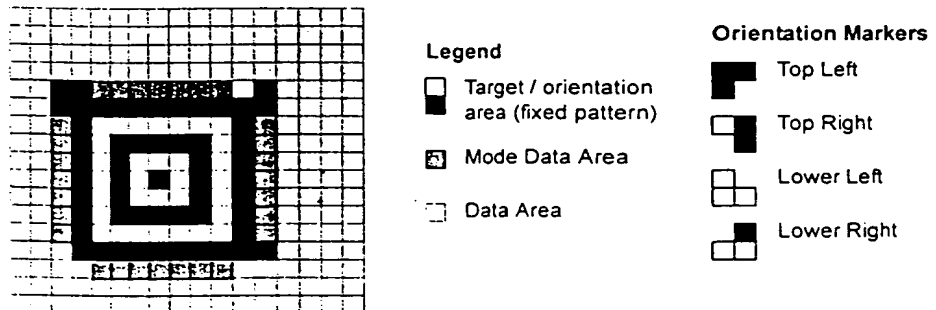 Legend
Target / orientation
area (fixed pattern)
Mode Data Area
Data Area
Orientation Markers
Top Left
Top Right
Lower Left
Lower Right